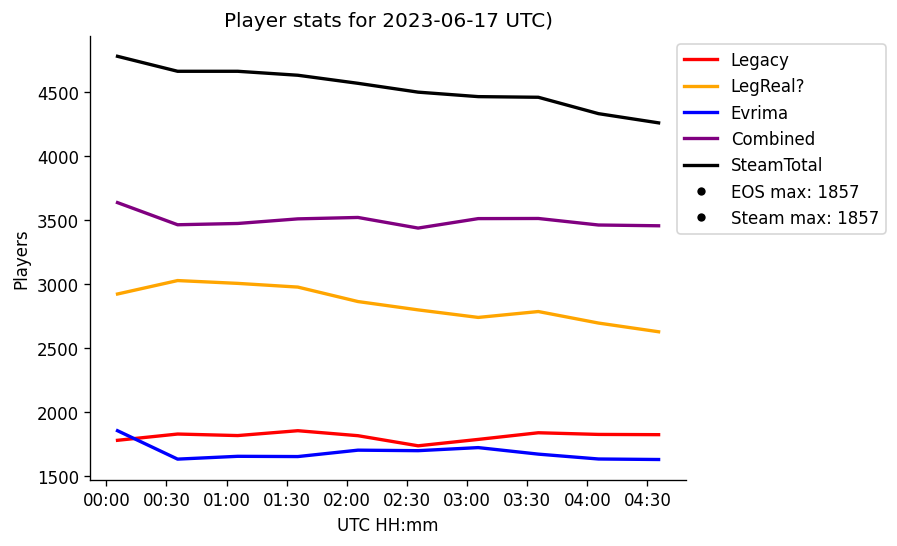 Player stats for 2023-06-17 UTC)
Legacy
LegReal?
Evrima
Combined
SteamTotal
EOS max: 1857
Steam max: 1857
Players
4500
4000
3500
3000
2500
2000
1500
00:00 00:30 01:00 01:30 02:00 02:30 03:00 03:30 04:00 04:30
UTC HH:mm